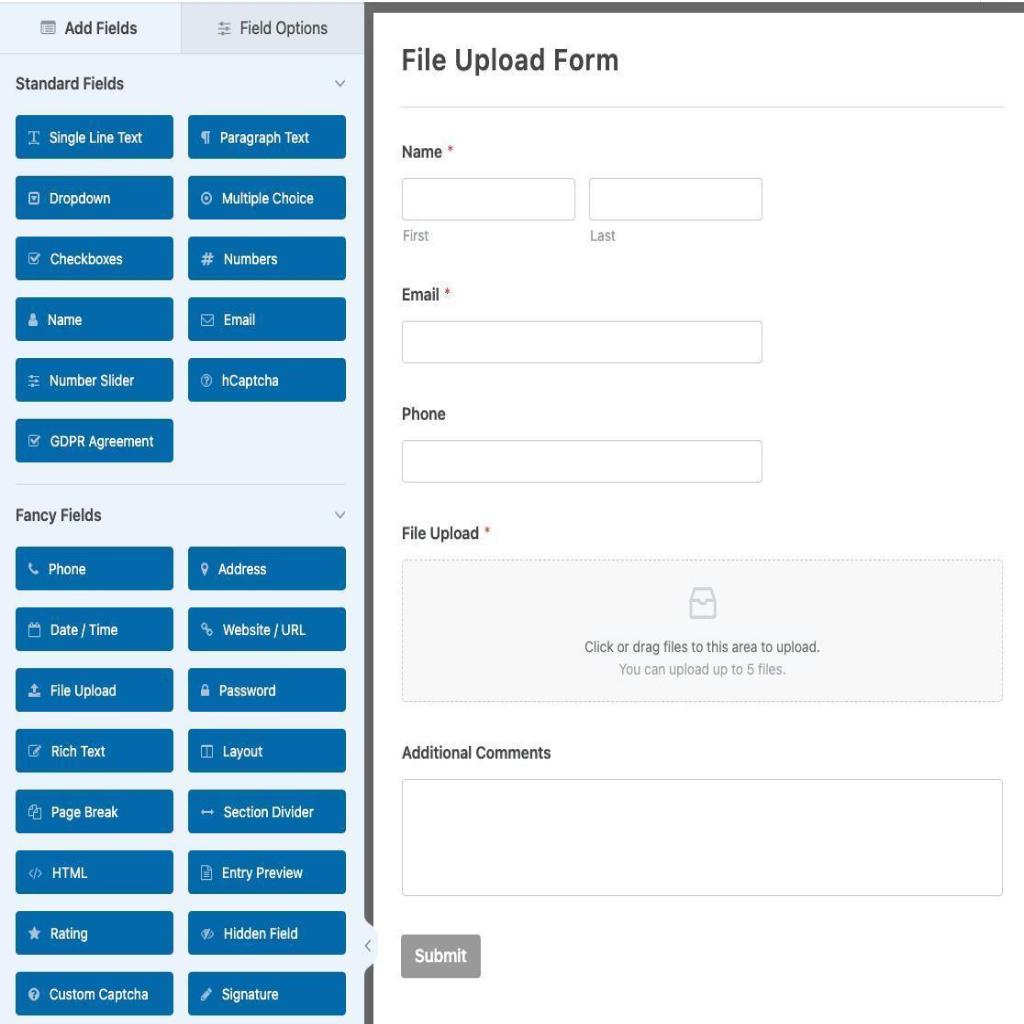 Add Fields
Field Options
Standard Fields
Single Line Text
Paragraph Text
Dropdown
Multiple Choice
Checkboxes
Numbers
Name
Email
Number Slider
hCaptcha
GDPR Agreement
Fancy Fields
Phone
Address
Date / Time
Website / URL
File Upload
Password
Rich Text
Layout
Page Break
Section Divider
HTML
Entry Preview
Rating
Hidden Field
Custom Captcha
Signature
File Upload Form
Name *
First
Last
Email *
Phone
File Upload *
Click or drag files to this area to upload.
You can upload up to 5 files.
Additional Comments
Submit